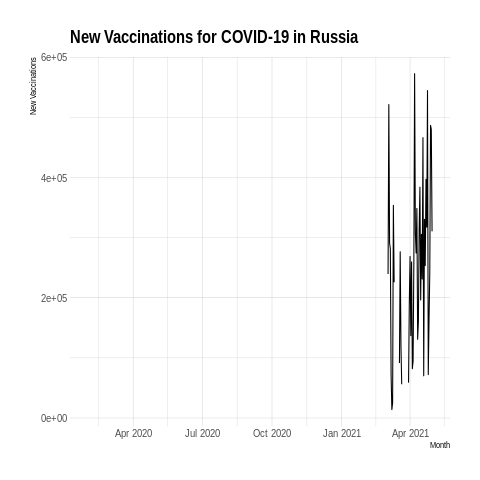 New Vaccinations for COVID-19 in Russia
New Vaccinations
6e+05
4e+05
2e+05
0e+00
Apr 2020 Jul 2020 Oct 2020 Jan 2021 Apr 2021
Month